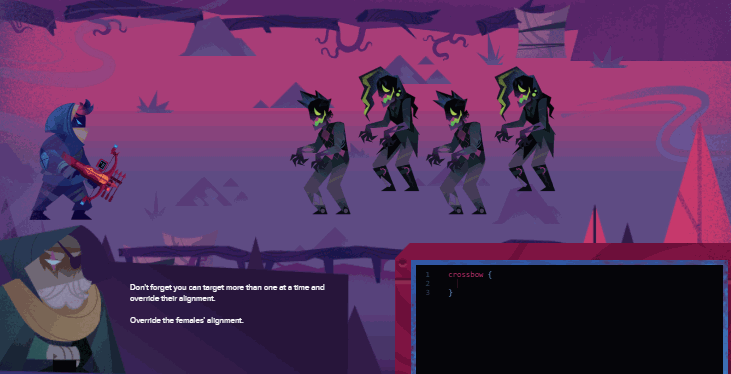 Don't forget you can target more than one at a time and
override their alignment.
Override the females' alignment.
1 crossbow {
2
3 }